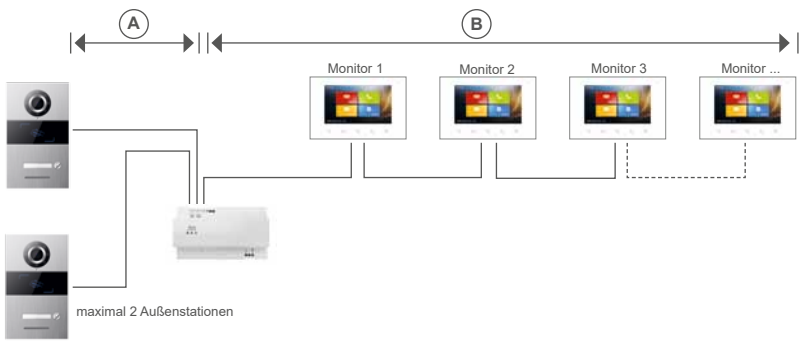 A
B
Monitor 1
Monitor 2
Monitor 3
Monitor ...
maximal 2 Außenstationen